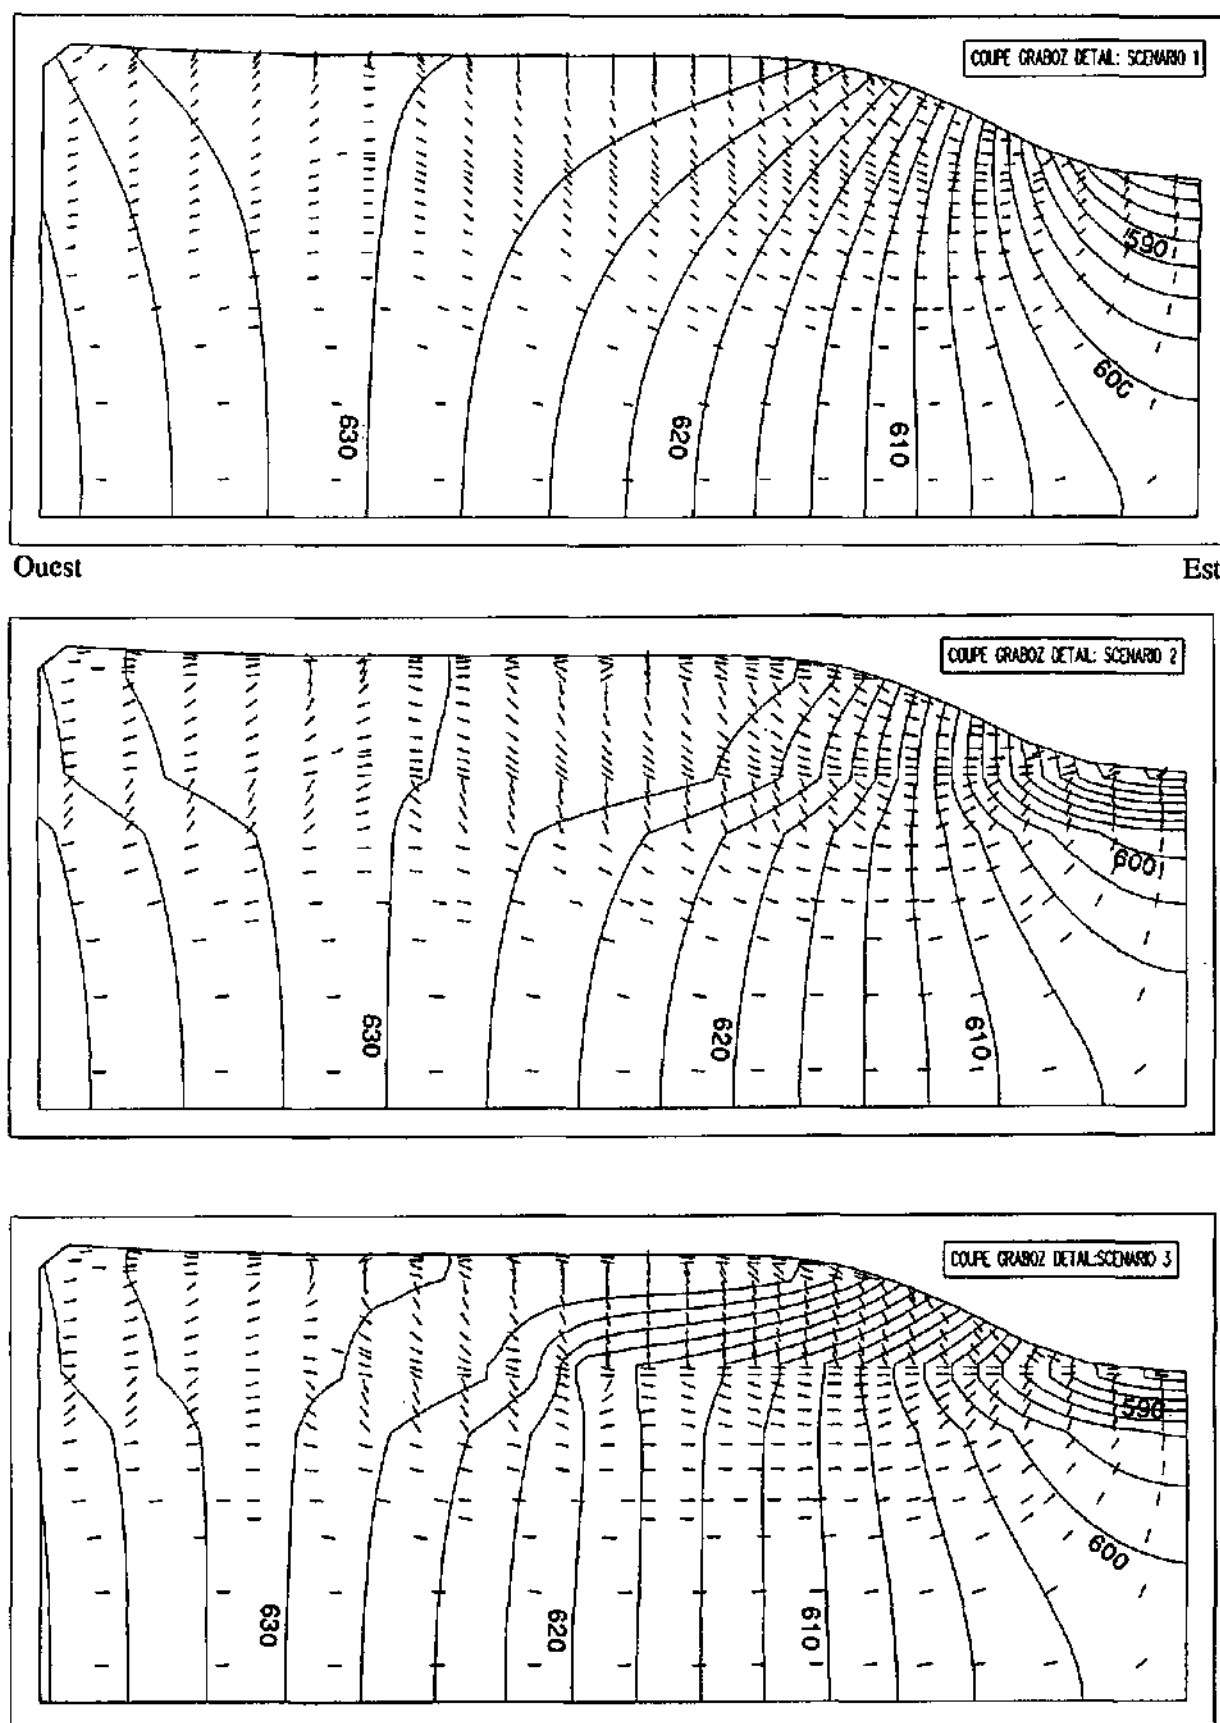 COUPE GRABOZ DETAIL: SCENARIO 1
590
600
630
620
610
Ouest
Est
COUPE GRABOZ DETAIL: SCENARIO 2
600
630
620
610
COUPE GRABOZ DETAIL:SCENARIO 3
590
600
630
620
610